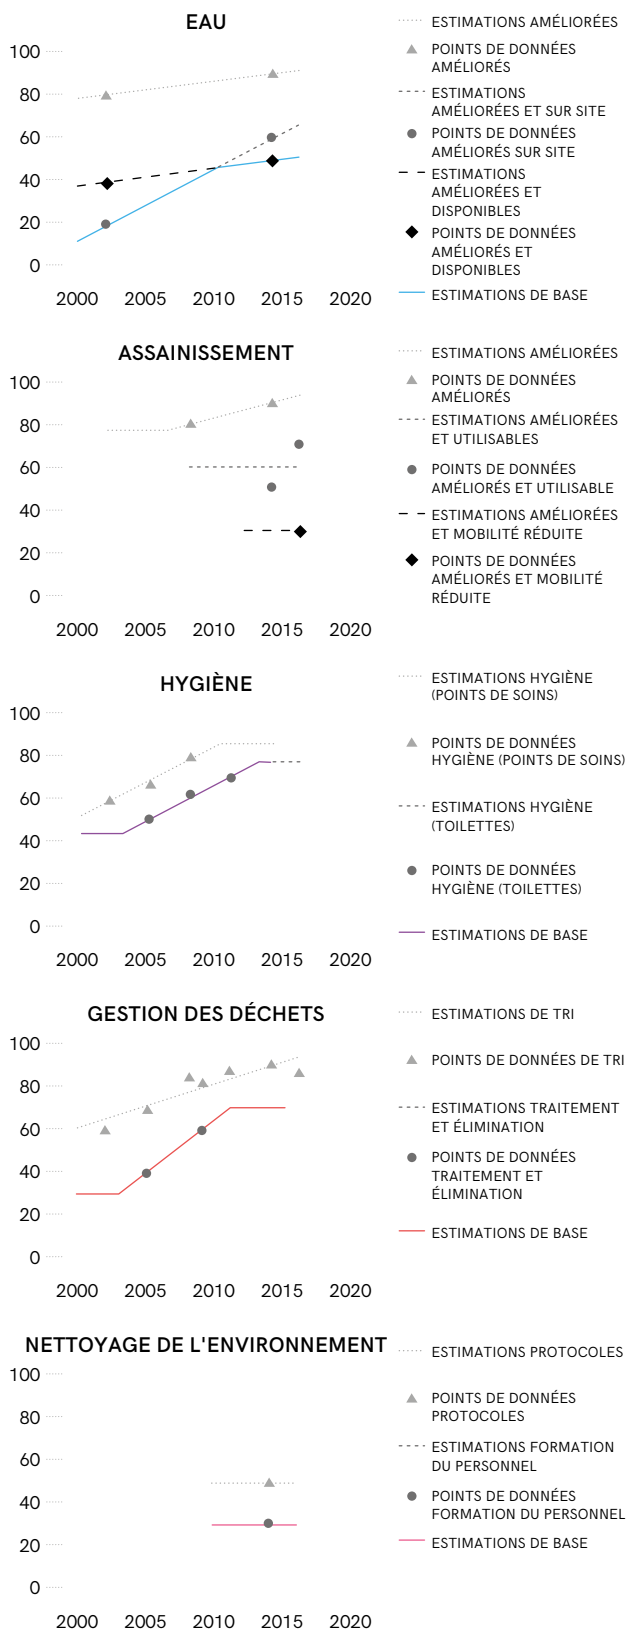 EAU
100
80
60
40
20
0
2000 2005 2010 2015 2020
ESTIMATIONS AMÉLIORÉES
POINTS DE DONNÉES
AMÉLIORÉS
ESTIMATIONS
AMÉLIORÉES ET SUR SITE
POINTS DE DONNÉES
AMÉLIORÉS SUR SITE
ESTIMATIONS
AMÉLIORÉES ET
DISPONIBLES
POINTS DE DONNÉES
AMÉLIORÉS ET
DISPONIBLES
ESTIMATIONS DE BASE
ASSAINISSEMENT
100
80
60
40
20
0
2000 2005 2010 2015 2020
ESTIMATIONS AMÉLIORÉES
POINTS DE DONNÉES
AMÉLIORÉS
ESTIMATIONS AMÉLIORÉES
ET UTILISABLES
POINTS DE DONNÉES
AMÉLIORÉS ET UTILISABLE
ESTIMATIONS AMÉLIORÉES
ET MOBILITÉ RÉDUITE
POINTS DE DONNÉES
AMÉLIORÉS ET MOBILITÉ
RÉDUITE
HYGIÈNE
100
80
60
40
20
0
2000 2005 2010 2015 2020
ESTIMATIONS HYGIÈNE
(POINTS DE SOINS)
POINTS DE DONNÉES
HYGIÈNE (POINTS DE SOINS)
ESTIMATIONS HYGIÈNE
(TOILETTES)
POINTS DE DONNÉES
HYGIÈNE (TOILETTES)
ESTIMATIONS DE BASE
GESTION DES DÉCHETS
100
80
60
40
20
0
2000 2005 2010 2015 2020
ESTIMATIONS DE TRI
POINTS DE DONNÉES DE TRI
ESTIMATIONS TRAITEMENT
ET ÉLIMINATION
POINTS DE DONNÉES
TRAITEMENT ET
ÉLIMINATION
ESTIMATIONS DE BASE
NETTOYAGE DE L'ENVIRONNEMENT
100
80
60
40
20
0
2000 2005 2010 2015 2020
ESTIMATIONS PROTOCOLES
POINTS DE DONNÉES
PROTOCOLES
ESTIMATIONS FORMATION
DU PERSONNEL
POINTS DE DONNÉES
FORMATION DU PERSONNEL
ESTIMATIONS DE BASE